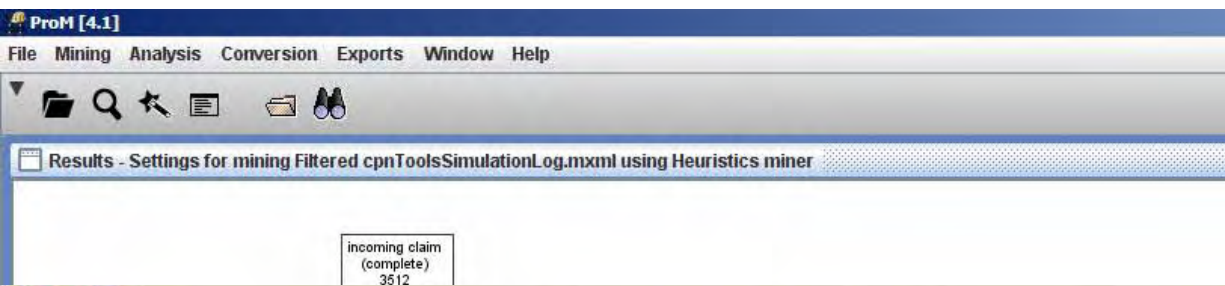 ProM [4.1]
File Mining Analysis Conversion Exports Window Help
Results - Settings for mining Filtered cpnToolsSimulationLog.mxml using Heuristics miner
incoming claim
(complete)
3512